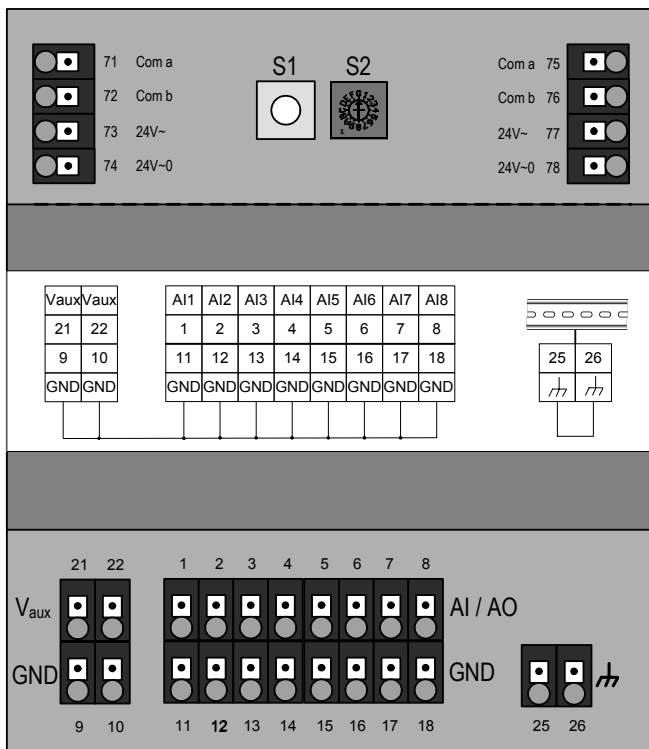 S1 S2
71 Com a
72 Com b
73 24V~
74 24V~0
Com a 75
Com b 76
24V~ 77
24V~0 78
Vaux Vaux AI1 AI2 AI3 AI4 AI5 AI6 AI7 AI8
21 22 1 2 3 4 5 6 7 8
9 10 11 12 13 14 15 16 17 18 25 26
GND GND GND GND GND GND GND GND GND GND
21 22 1 2 3 4 5 6 7 8
Vaux AI / AO
GND GND
9 10 11 12 13 14 15 16 17 18 25 26